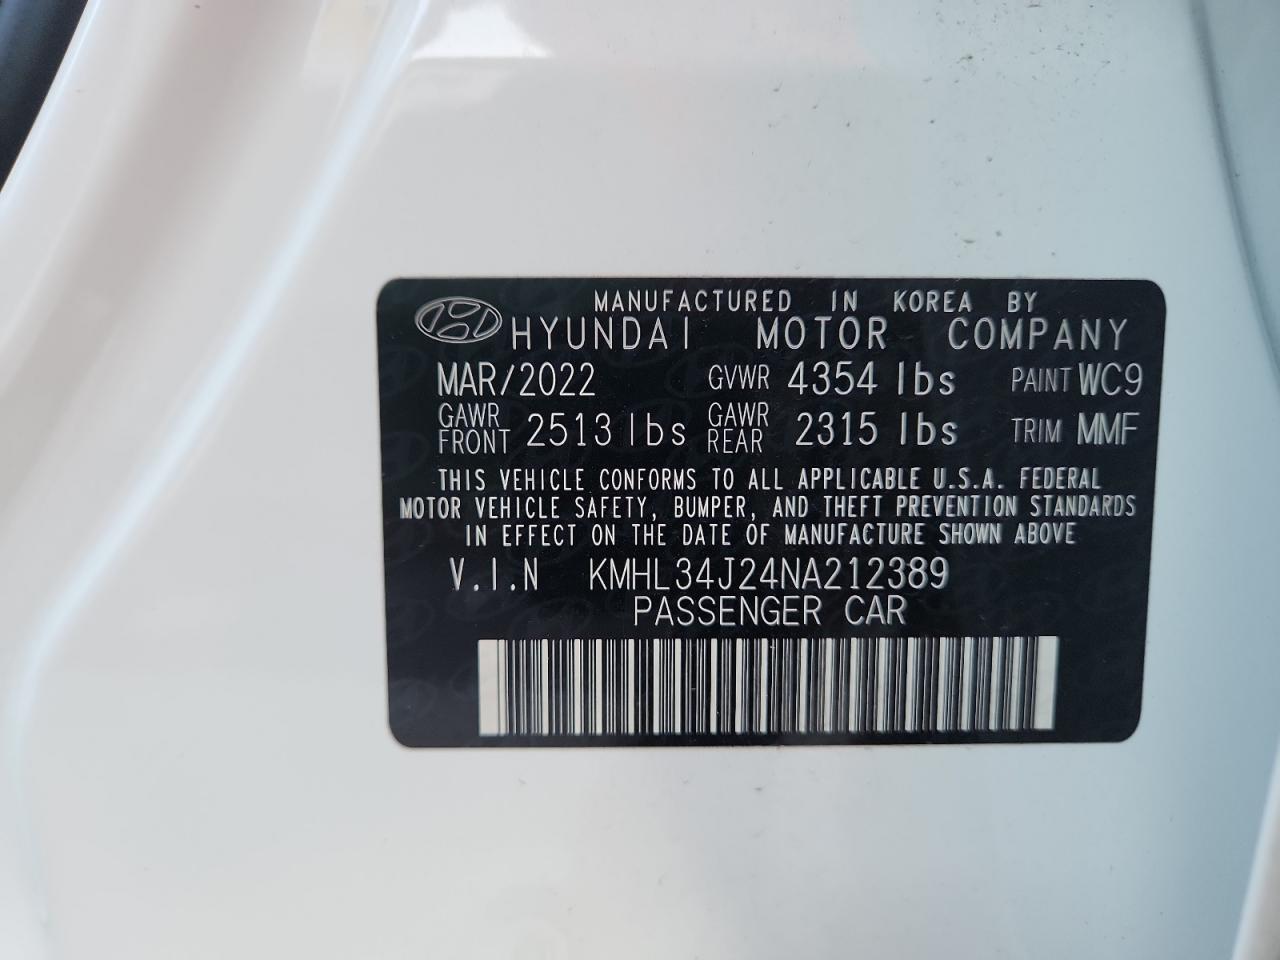 MANUFACTURED IN KOREA BY
HYUNDAI MOTOR COMPANY
MAR/2022 GVWR 4354 lbs PAINT WC9
GAWR FRONT 2513 lbs GAWR REAR 2315 lbs TRIM MMF
THIS VEHICLE CONFORMS TO ALL APPLICABLE U.S.A. FEDERAL
MOTOR VEHICLE SAFETY, BUMPER, AND THEFT PREVENTION STANDARDS
IN EFFECT ON THE DATE OF MANUFACTURE SHOWN ABOVE
V.I.N KMHL34J24NA212389
PASSENGER CAR